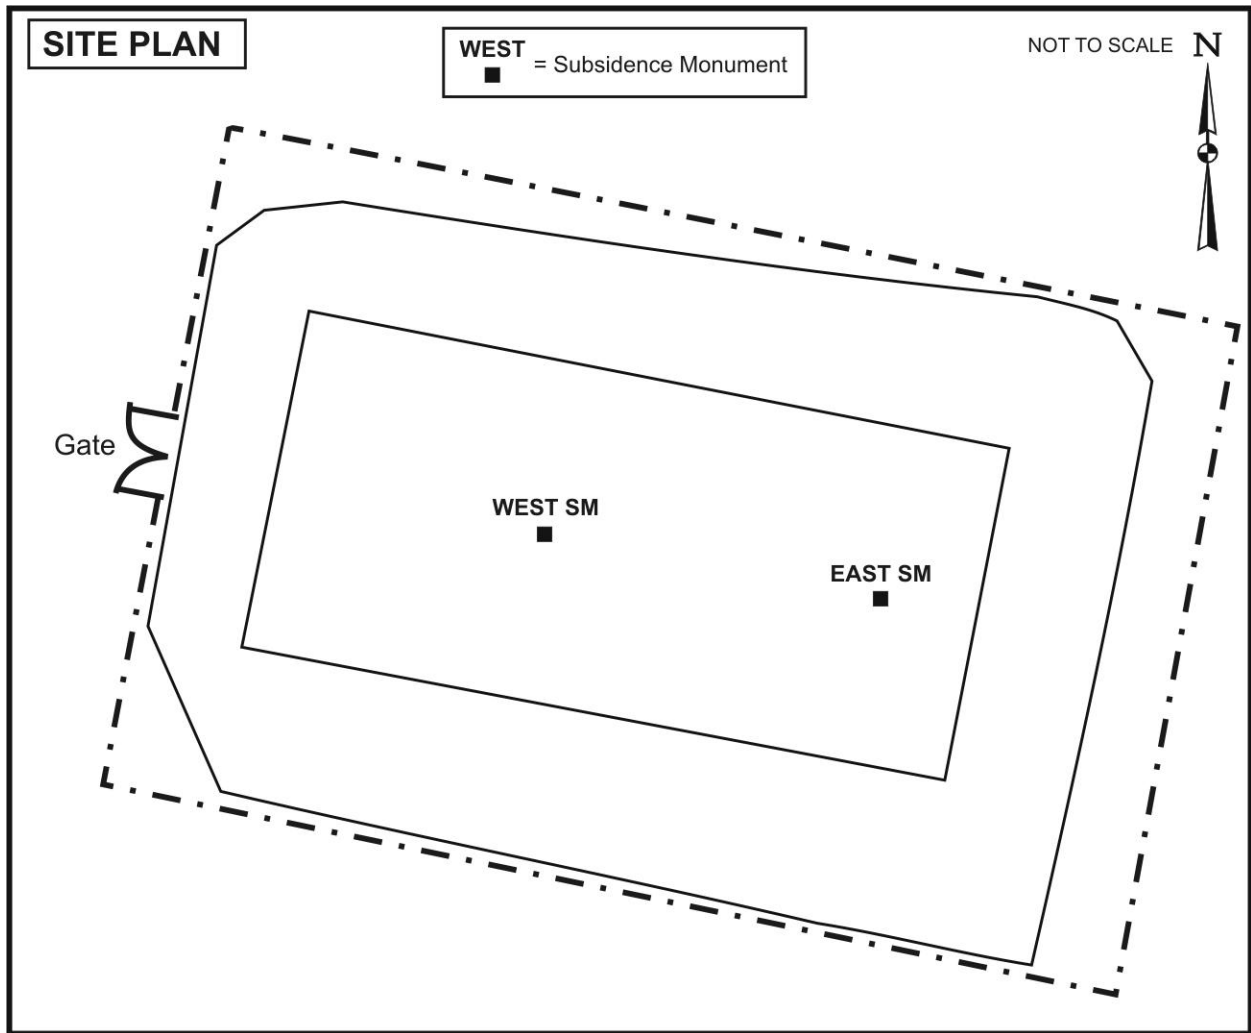 SITE PLAN
WEST
= Subsidence Monument
NOT TO SCALE N
Gate
WEST SM
EAST SM